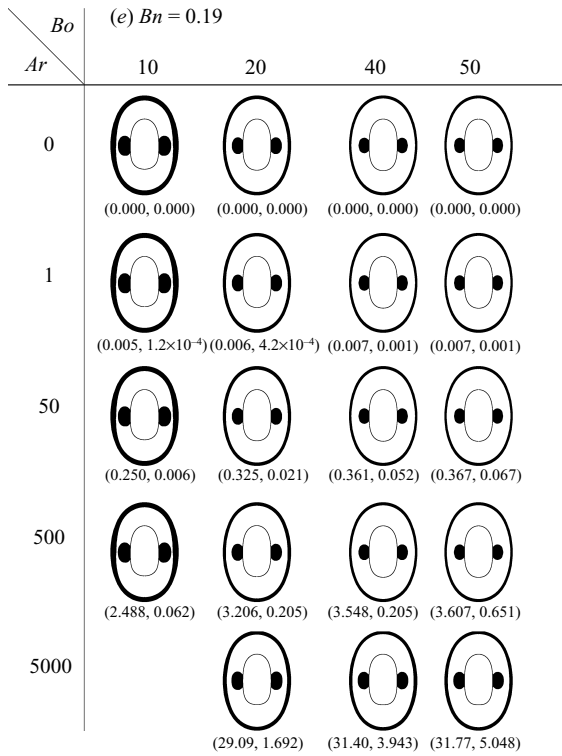 Bo
(e) Bn = 0.19
Ar
10 20 40 50
0
(0.000, 0.000) (0.000, 0.000) (0.000, 0.000) (0.000, 0.000)
1
(0.005, 1.2×10⁻⁴) (0.006, 4.2×10⁻⁴) (0.007, 0.001) (0.007, 0.001)
50
(0.250, 0.006) (0.325, 0.021) (0.361, 0.052) (0.367, 0.067)
500
(2.488, 0.062) (3.206, 0.205) (3.548, 0.205) (3.607, 0.651)
5000
(29.09, 1.692) (31.40, 3.943) (31.77, 5.048)